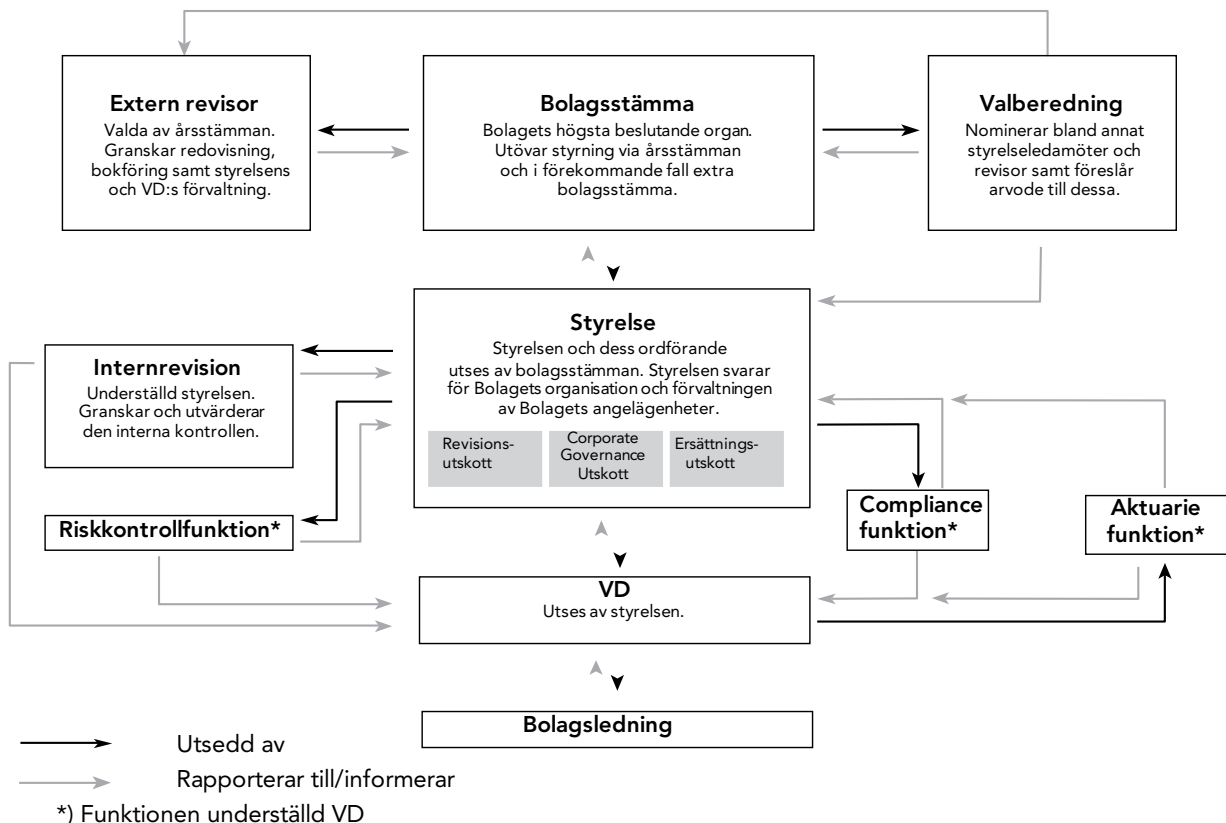 Extern revisor
Valda av årsstämman.
Granskar redovisning,
bokföring samt styrelsens
och VD:s förvaltning.
Bolagsstämma
Bolagets högsta beslutande organ.
Utövar styrning via årsstämman
och i förekommande fall extra
bolagsstämma.
Valberedning
Nominerar bland annat
styrelseledamöter och
revisor samt föreslår
arvode till dessa.
Styrelse
Styrelsen och dess ordförande
utses av bolagsstämman. Styrelsen svarar
för Bolagets organisation och förvaltningen
av Bolagets angelägenheter.
Revisions-
utskott
Corporate
Governance
Utskott
Ersättnings-
utskott
Internrevision
Underställd styrelsen.
Granskar och utvärderar
den interna kontrollen.
Riskkontrollfunktion*
Compliance
funktion*
Aktuarie
funktion*
VD
Utses av styrelsen.
Bolagsledning
Utsedd av
Rapporterar till/informerar
*) Funktionen underställd VD